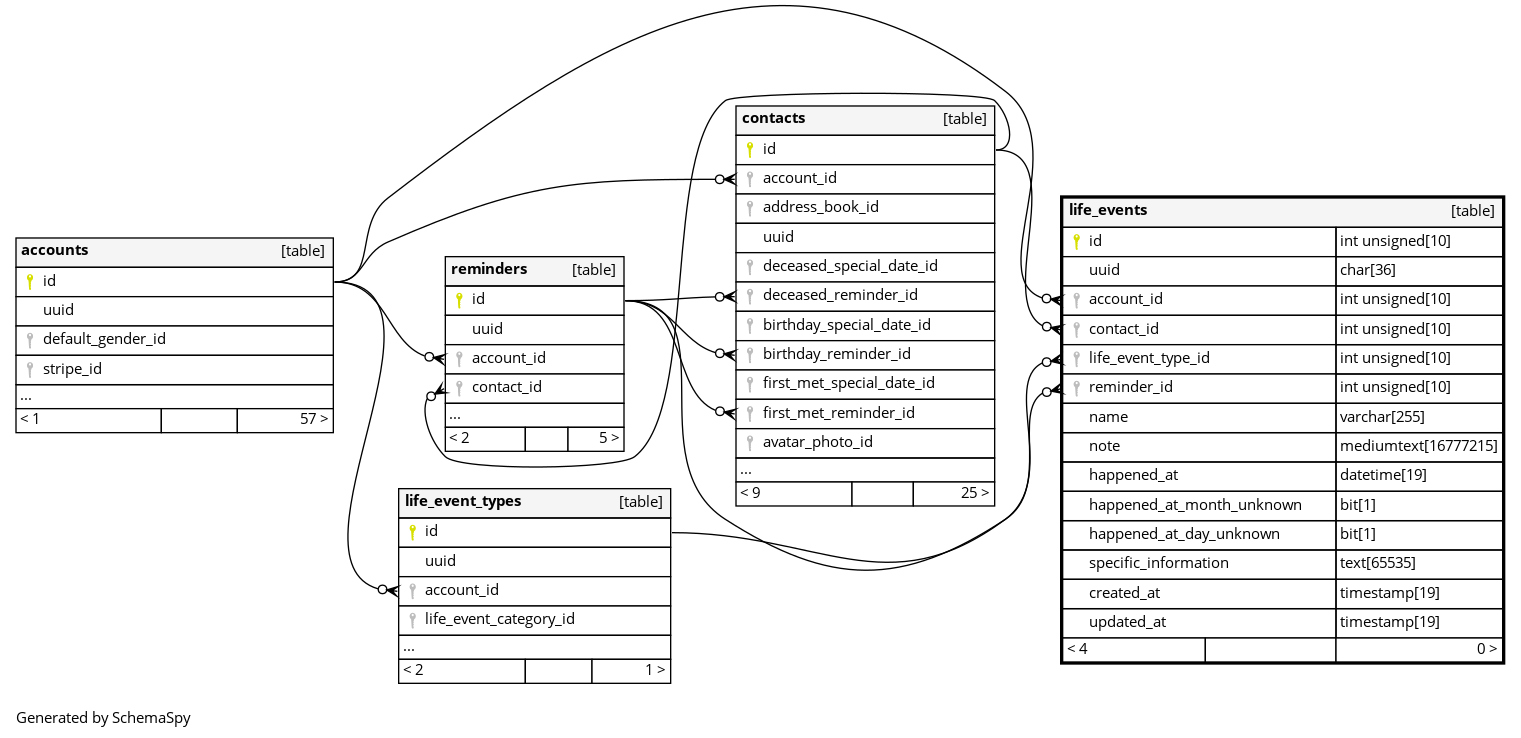 accounts [table]
id
uuid
default_gender_id
stripe_id
...
< 1 57 >
reminders [table]
id
uuid
account_id
contact_id
...
< 2 5 >
life_event_types [table]
id
uuid
account_id
life_event_category_id
...
< 2 1 >
contacts [table]
id
account_id
address_book_id
uuid
deceased_special_date_id
deceased_reminder_id
birthday_special_date_id
birthday_reminder_id
first_met_special_date_id
first_met_reminder_id
avatar_photo_id
...
< 9 25 >
life_events [table]
id int unsigned[10]
uuid char[36]
account_id int unsigned[10]
contact_id int unsigned[10]
life_event_type_id int unsigned[10]
reminder_id int unsigned[10]
name varchar[255]
note mediumtext[16777215]
happened_at datetime[19]
happened_at_month_unknown bit[1]
happened_at_day_unknown bit[1]
specific_information text[65535]
created_at timestamp[19]
updated_at timestamp[19]
< 4 0 >
Generated by SchemaSpy